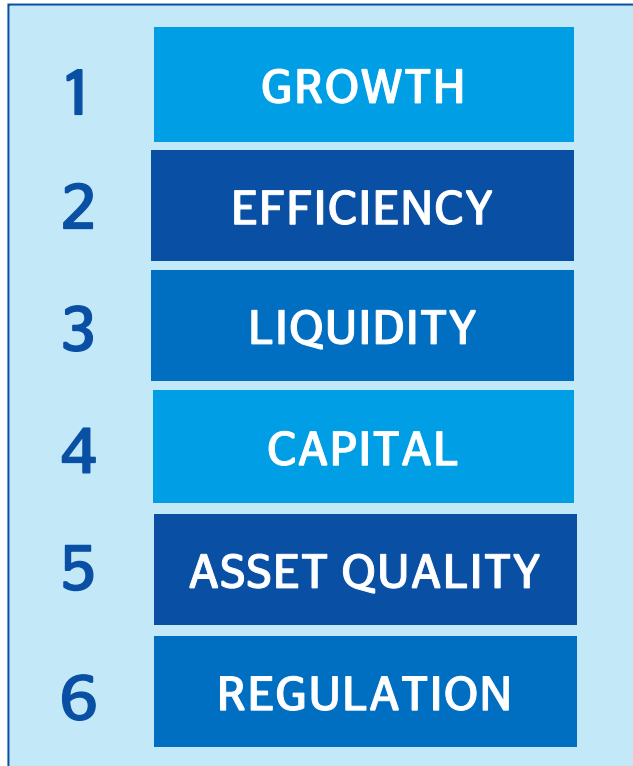 1 GROWTH
2 EFFICIENCY
3 LIQUIDITY
4 CAPITAL
5 ASSET QUALITY
6 REGULATION